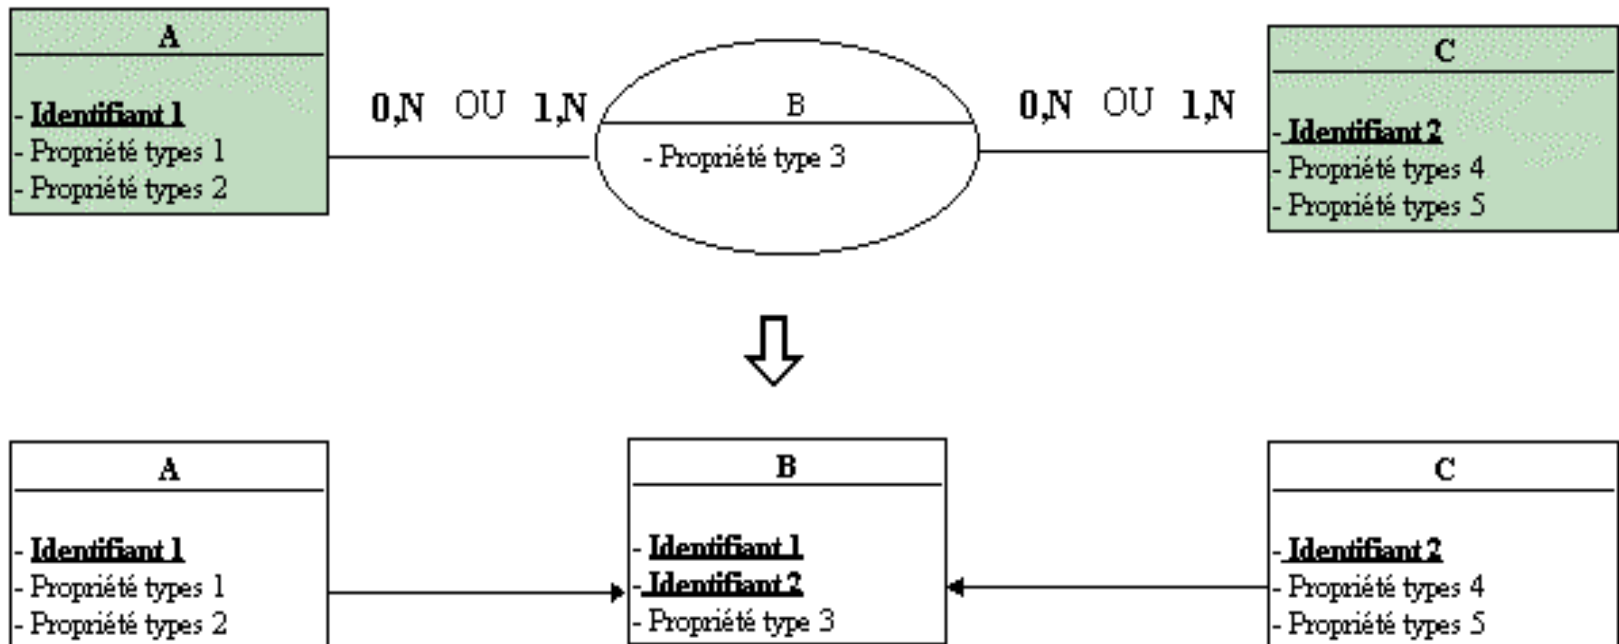 A
- Identifiant 1
- Propriété types 1
- Propriété types 2
0,N OU 1,N
B
- Propriété type 3
0,N OU 1,N
C
- Identifiant 2
- Propriété types 4
- Propriété types 5
A
- Identifiant 1
- Propriété types 1
- Propriété types 2
B
- Identifiant 1
- Identifiant 2
- Propriété type 3
C
- Identifiant 2
- Propriété types 4
- Propriété types 5